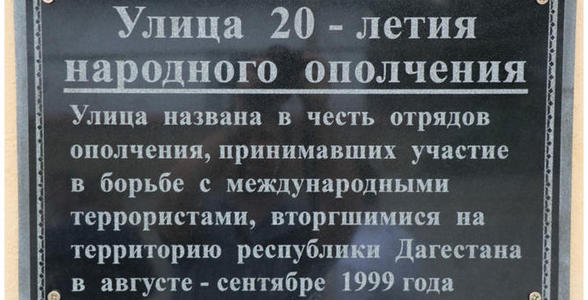 Улица 20 - летия
народного ополчения
Улица названа в честь отрядов
ополчения, принимавших участие
в борьбе с международными
террористами, вторгшимися на
территорию республики Дагестана
в августе - сентябре 1999 года